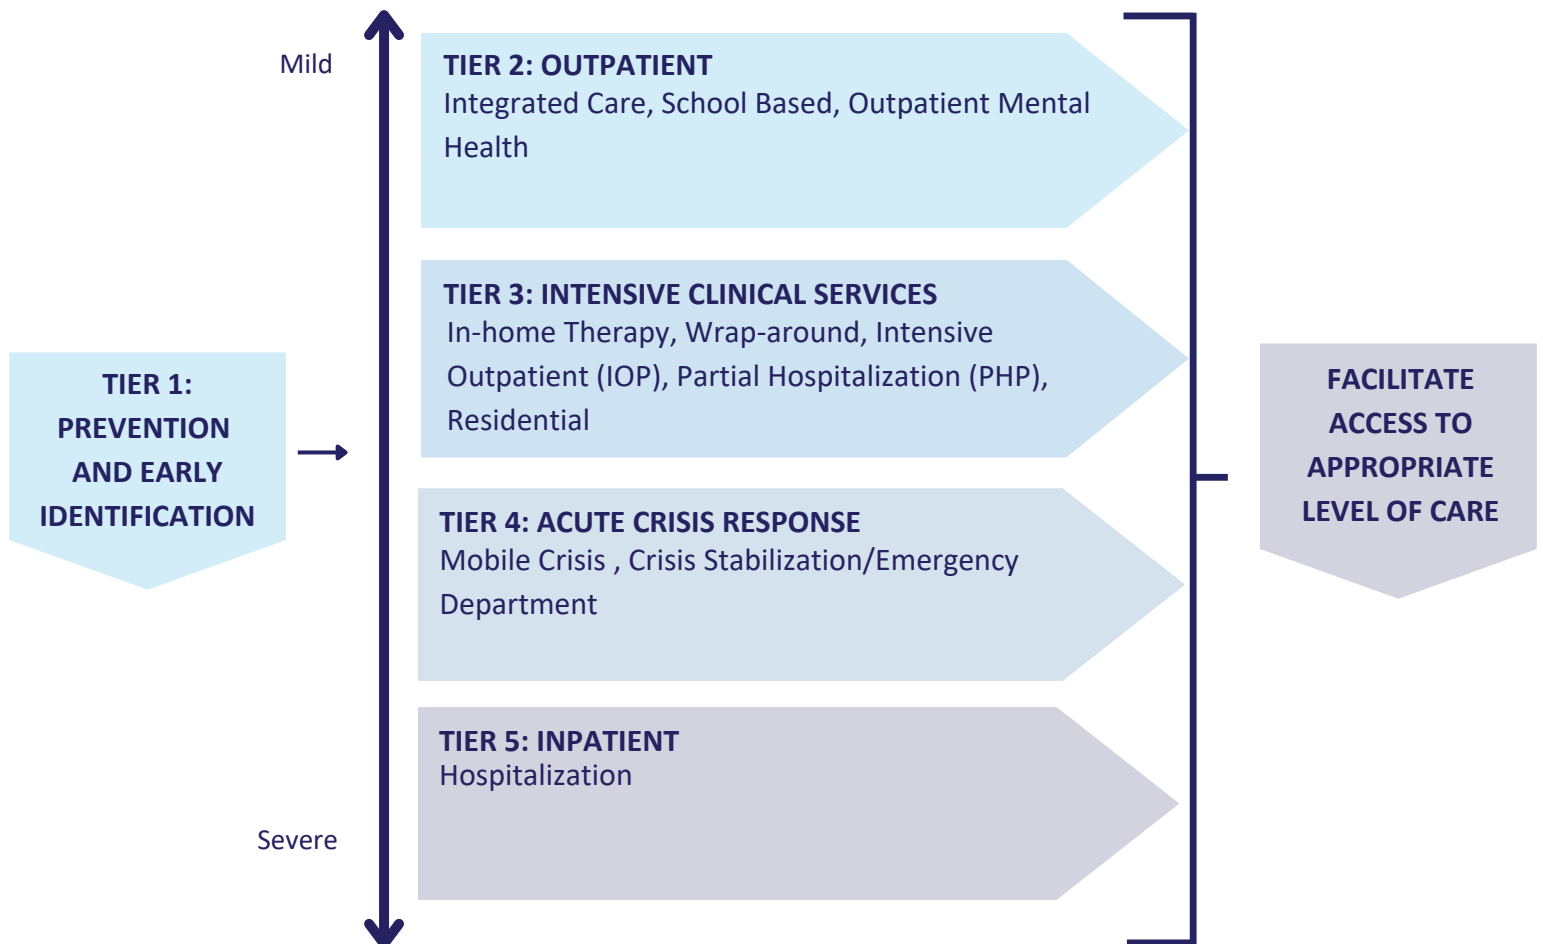 Mild
TIER 2: OUTPATIENT
Integrated Care, School Based, Outpatient Mental
Health
TIER 3: INTENSIVE CLINICAL SERVICES
In-home Therapy, Wrap-around, Intensive
Outpatient (IOP), Partial Hospitalization (PHP),
Residential
TIER 1:
PREVENTION
AND EARLY
IDENTIFICATION
FACILITATE
ACCESS TO
APPROPRIATE
LEVEL OF CARE
TIER 4: ACUTE CRISIS RESPONSE
Mobile Crisis , Crisis Stabilization/Emergency
Department
TIER 5: INPATIENT
Hospitalization
Severe